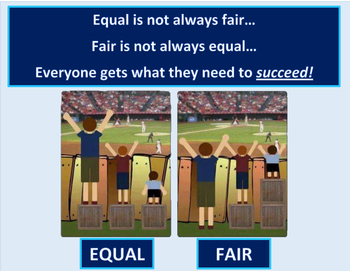 Equal is not always fair…
Fair is not always equal…
Everyone gets what they need to succeed!
EQUAL
FAIR